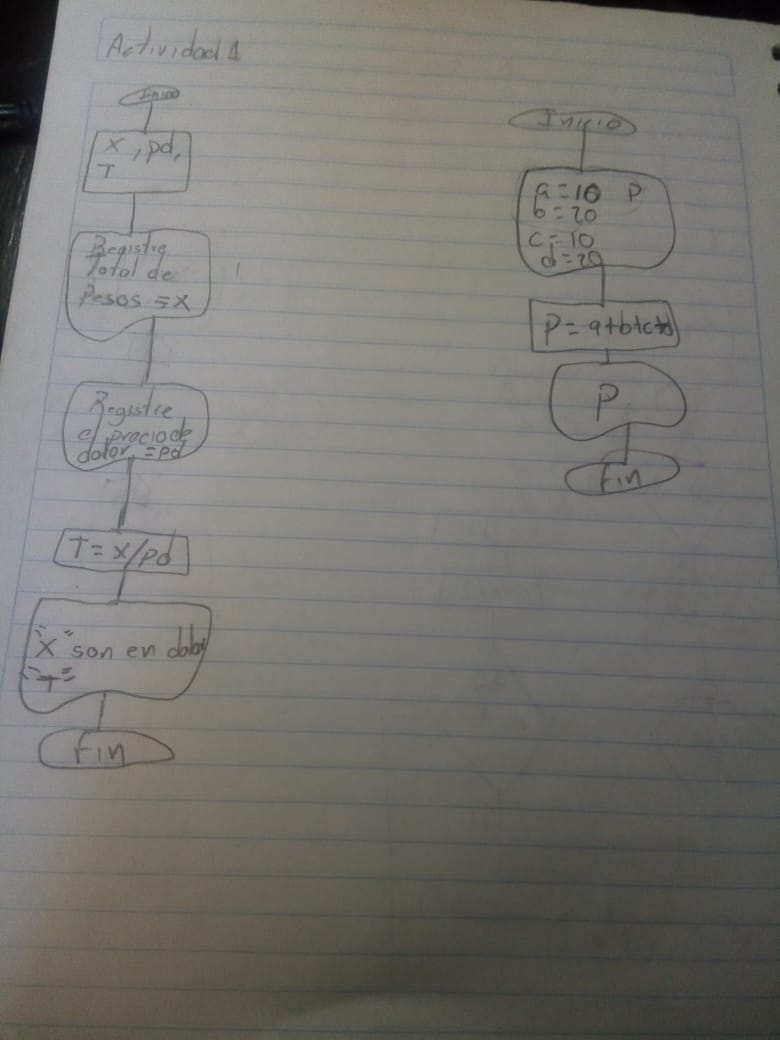 Actividad 1
Inicio
X, pd,
T
Registre
Total de
Pesos = X
Registre
el precio de
dolar = pd
T = X/pd
"X" son en dolar
"T"
Fin
Inicio
a = 10 P
b = 20
c = 10
d = 20
P = a+b+c+d
P
Fin